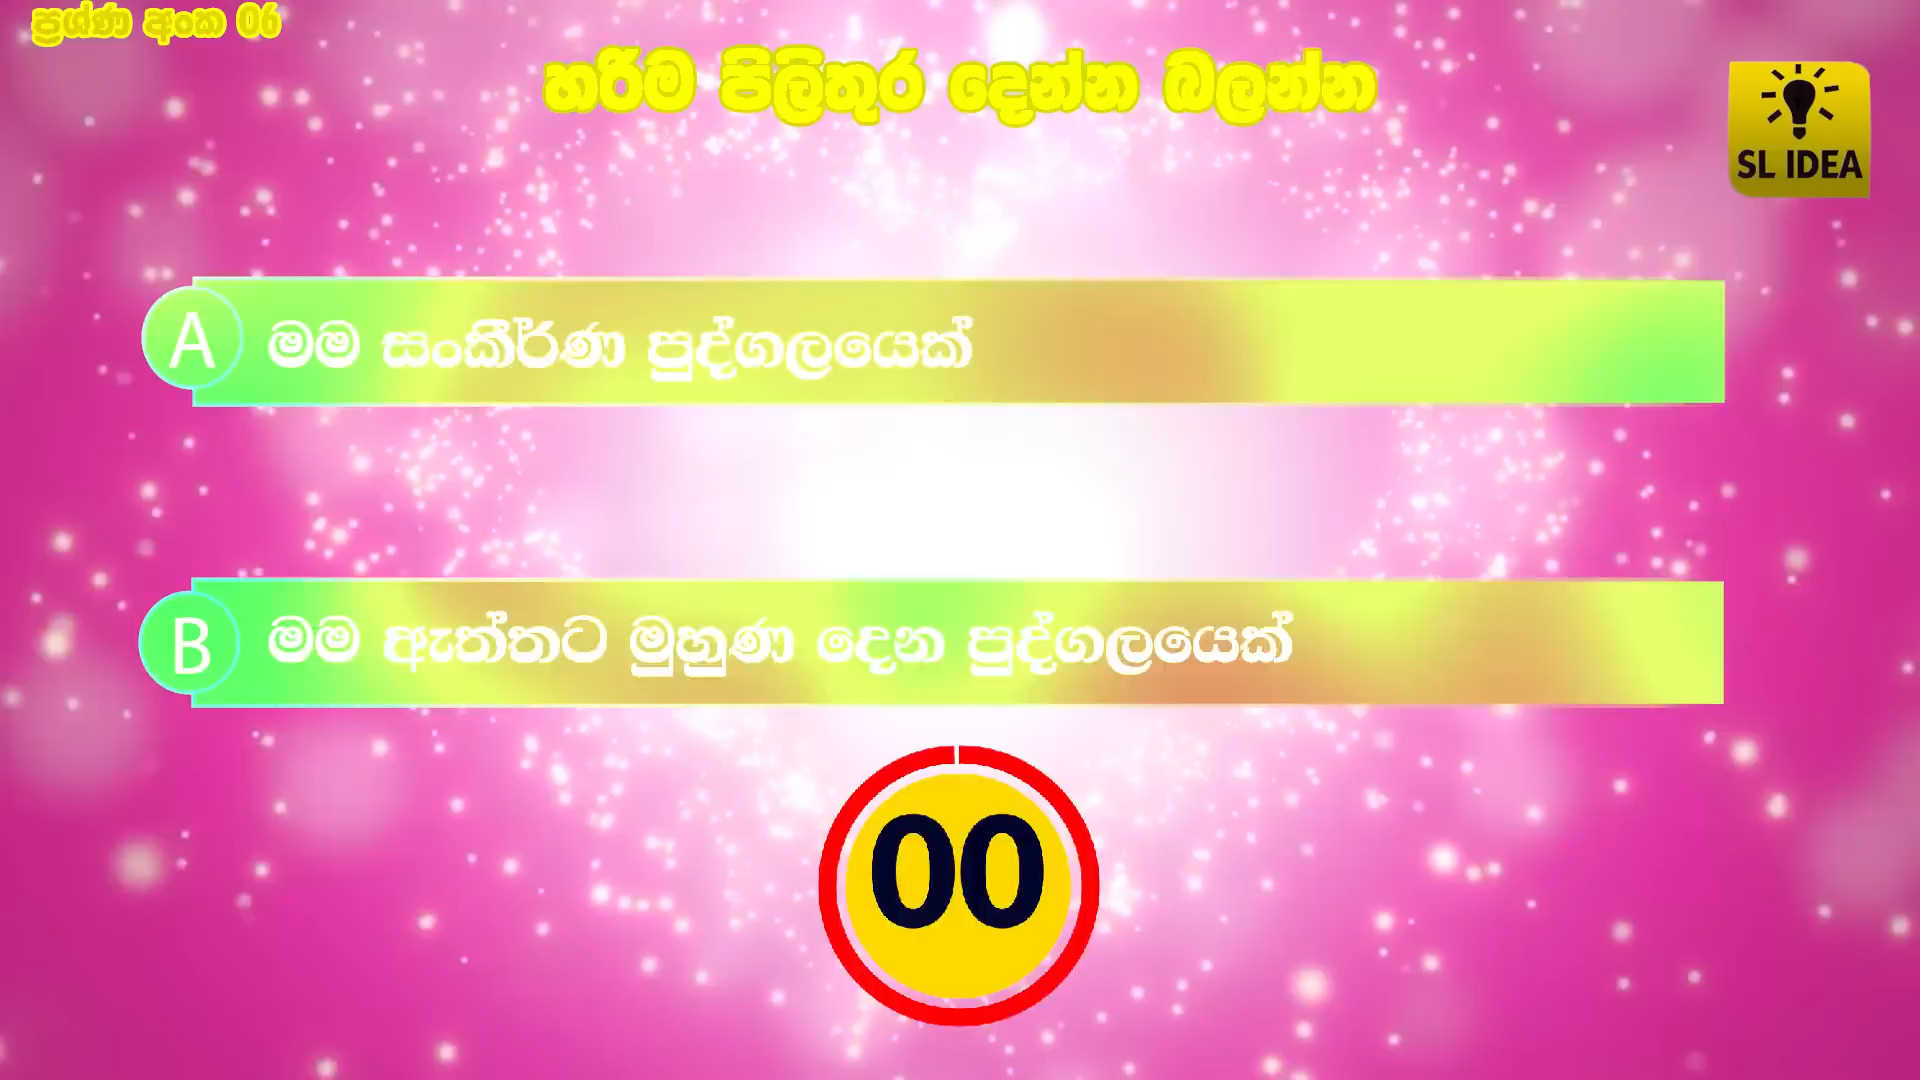 ප්‍රශ්ණ අංක 06
හරිම පිලිතුර දෙන්න බලන්න
SL IDEA
A මම සංකීර්ණ පුද්ගලයෙක්
B මම ඇත්තට මුහුණ දෙන පුද්ගලයෙක්
00